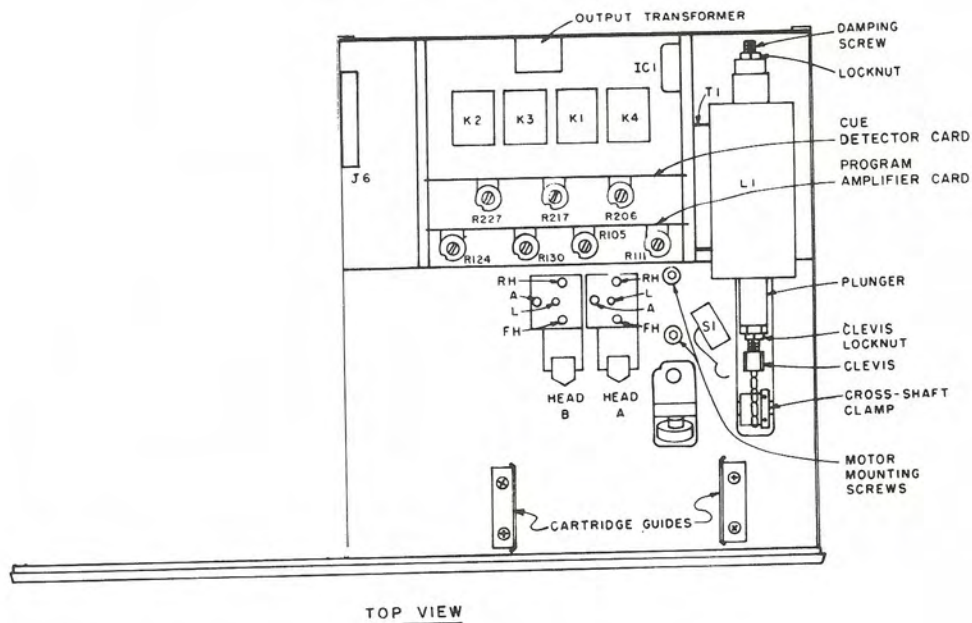 OUTPUT TRANSFORMER
DAMPING
SCREW
LOCKNUT
IC1
T1
K2
K3
K1
K4
CUE
DETECTOR CARD
PROGRAM
AMPLIFIER CARD
J6
L1
R227
R217
R206
R105
R124
R130
R111
RH
RH
A
L
L
A
FH
FH
PLUNGER
S1
CLEVIS
LOCKNUT
CLEVIS
CROSS-SHAFT
CLAMP
HEAD
B
HEAD
A
MOTOR
MOUNTING
SCREWS
CARTRIDGE GUIDES
TOP VIEW